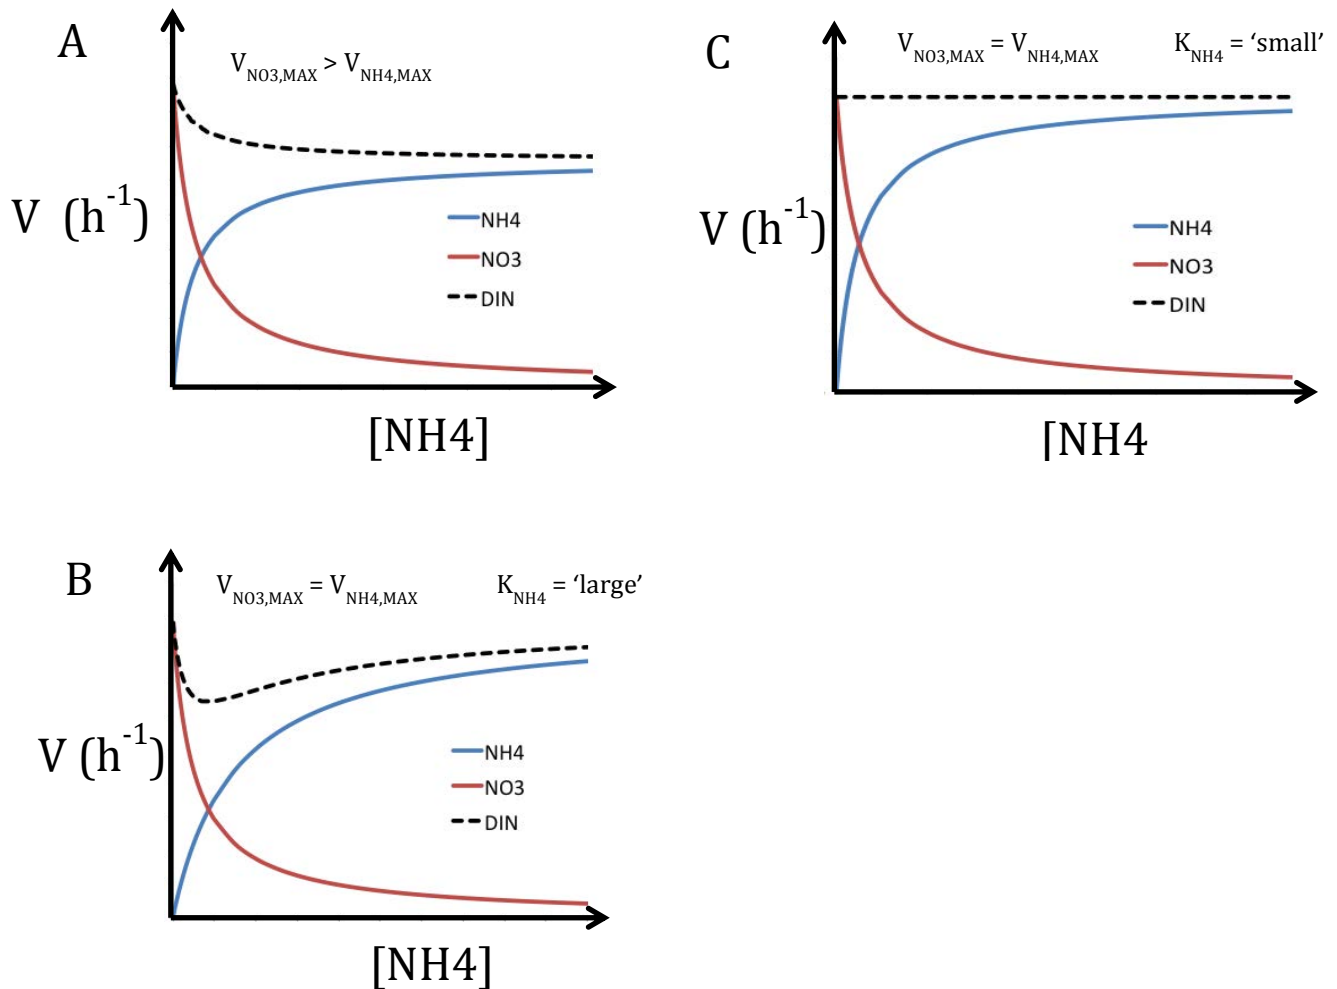 A
V_NO3,MAX > V_NH4,MAX
V (h^-1)
NH4
NO3
DIN
[NH4]
C
V_NO3,MAX = V_NH4,MAX K_NH4 = ‘small’
V (h^-1)
NH4
NO3
DIN
[NH4
B
V_NO3,MAX = V_NH4,MAX K_NH4 = ‘large’
V (h^-1)
NH4
NO3
DIN
[NH4]